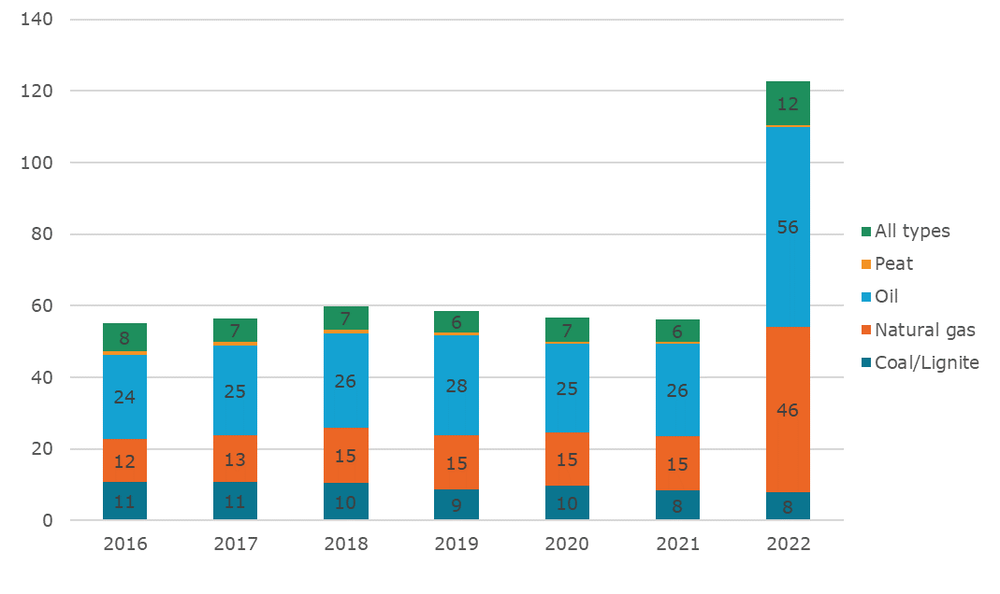 140
120
100
80
60
40
20
0
8 7 7 6 7 6 12
24 25 26 28 25 26 56
12 13 15 15 15 15 46
11 11 10 9 10 8 8
2016 2017 2018 2019 2020 2021 2022
All types
Peat
Oil
Natural gas
Coal/Lignite